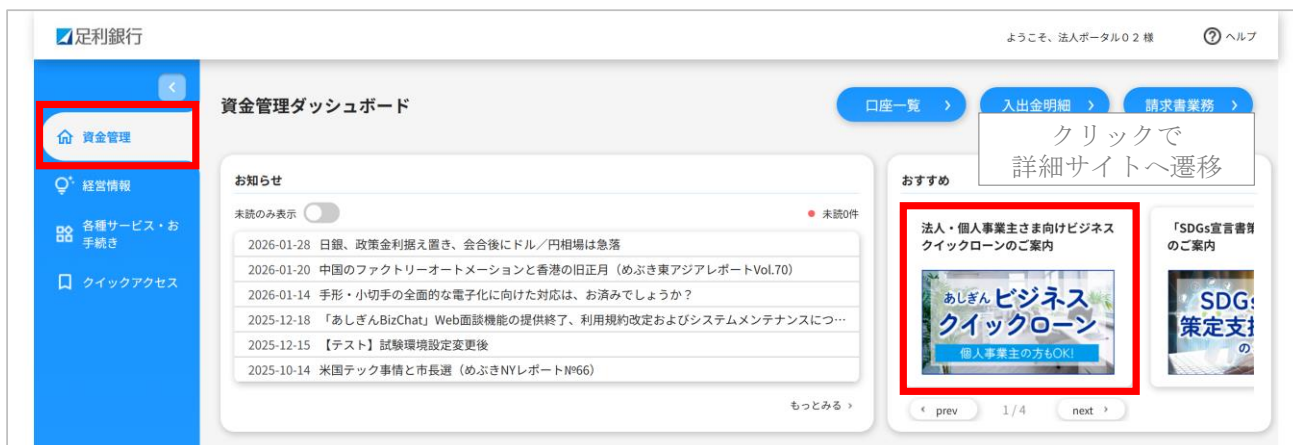 足利銀行
ようこそ、法人ポータル02 様
ヘルプ
資金管理
経営情報
各種サービス・お
手続き
クイックアクセス
資金管理ダッシュボード
口座一覧
入出金明細
請求書業務
クリックで
詳細サイトへ遷移
お知らせ
未読のみ表示
未読0件
2026-01-28 日銀、政策金利据え置き、会合後にドル／円相場は急落
2026-01-20 中国のファクトリーオートメーションと香港の旧正月（めぶき東アジアレポートVol.70）
2026-01-14 手形・小切手の全面的な電子化に向けた対応は、お済みでしょうか？
2025-12-18 「あしぎんBizChat」Web面談機能の提供終了、利用規約改定およびシステムメンテナンスにつ…
2025-12-15 【テスト】試験環境設定変更後
2025-10-14 米国テック事情と市長選（めぶきNYレポート№66）
もっとみる
おすすめ
法人・個人事業主さま向けビジネス
クイックローンのご案内
あしぎん ビジネス
クイックローン
個人事業主の方もOK!
「SDGs宣言書策
のご案内
SDGs
策定支
の
prev
1/4
next